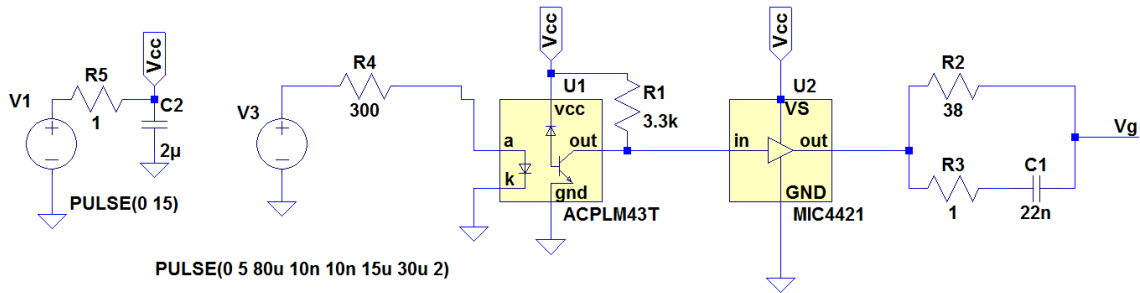 Vcc
R5
V1
1
C2
2µ
PULSE(0 15)
R4
300
V3
PULSE(0 5 80u 10n 10n 15u 30u 2)
Vcc
U1
R1
3.3k
vcc
a
out
k
gnd
ACPLM43T
Vcc
U2
VS
in
out
GND
MIC4421
R2
38
R3
1
C1
22n
Vg